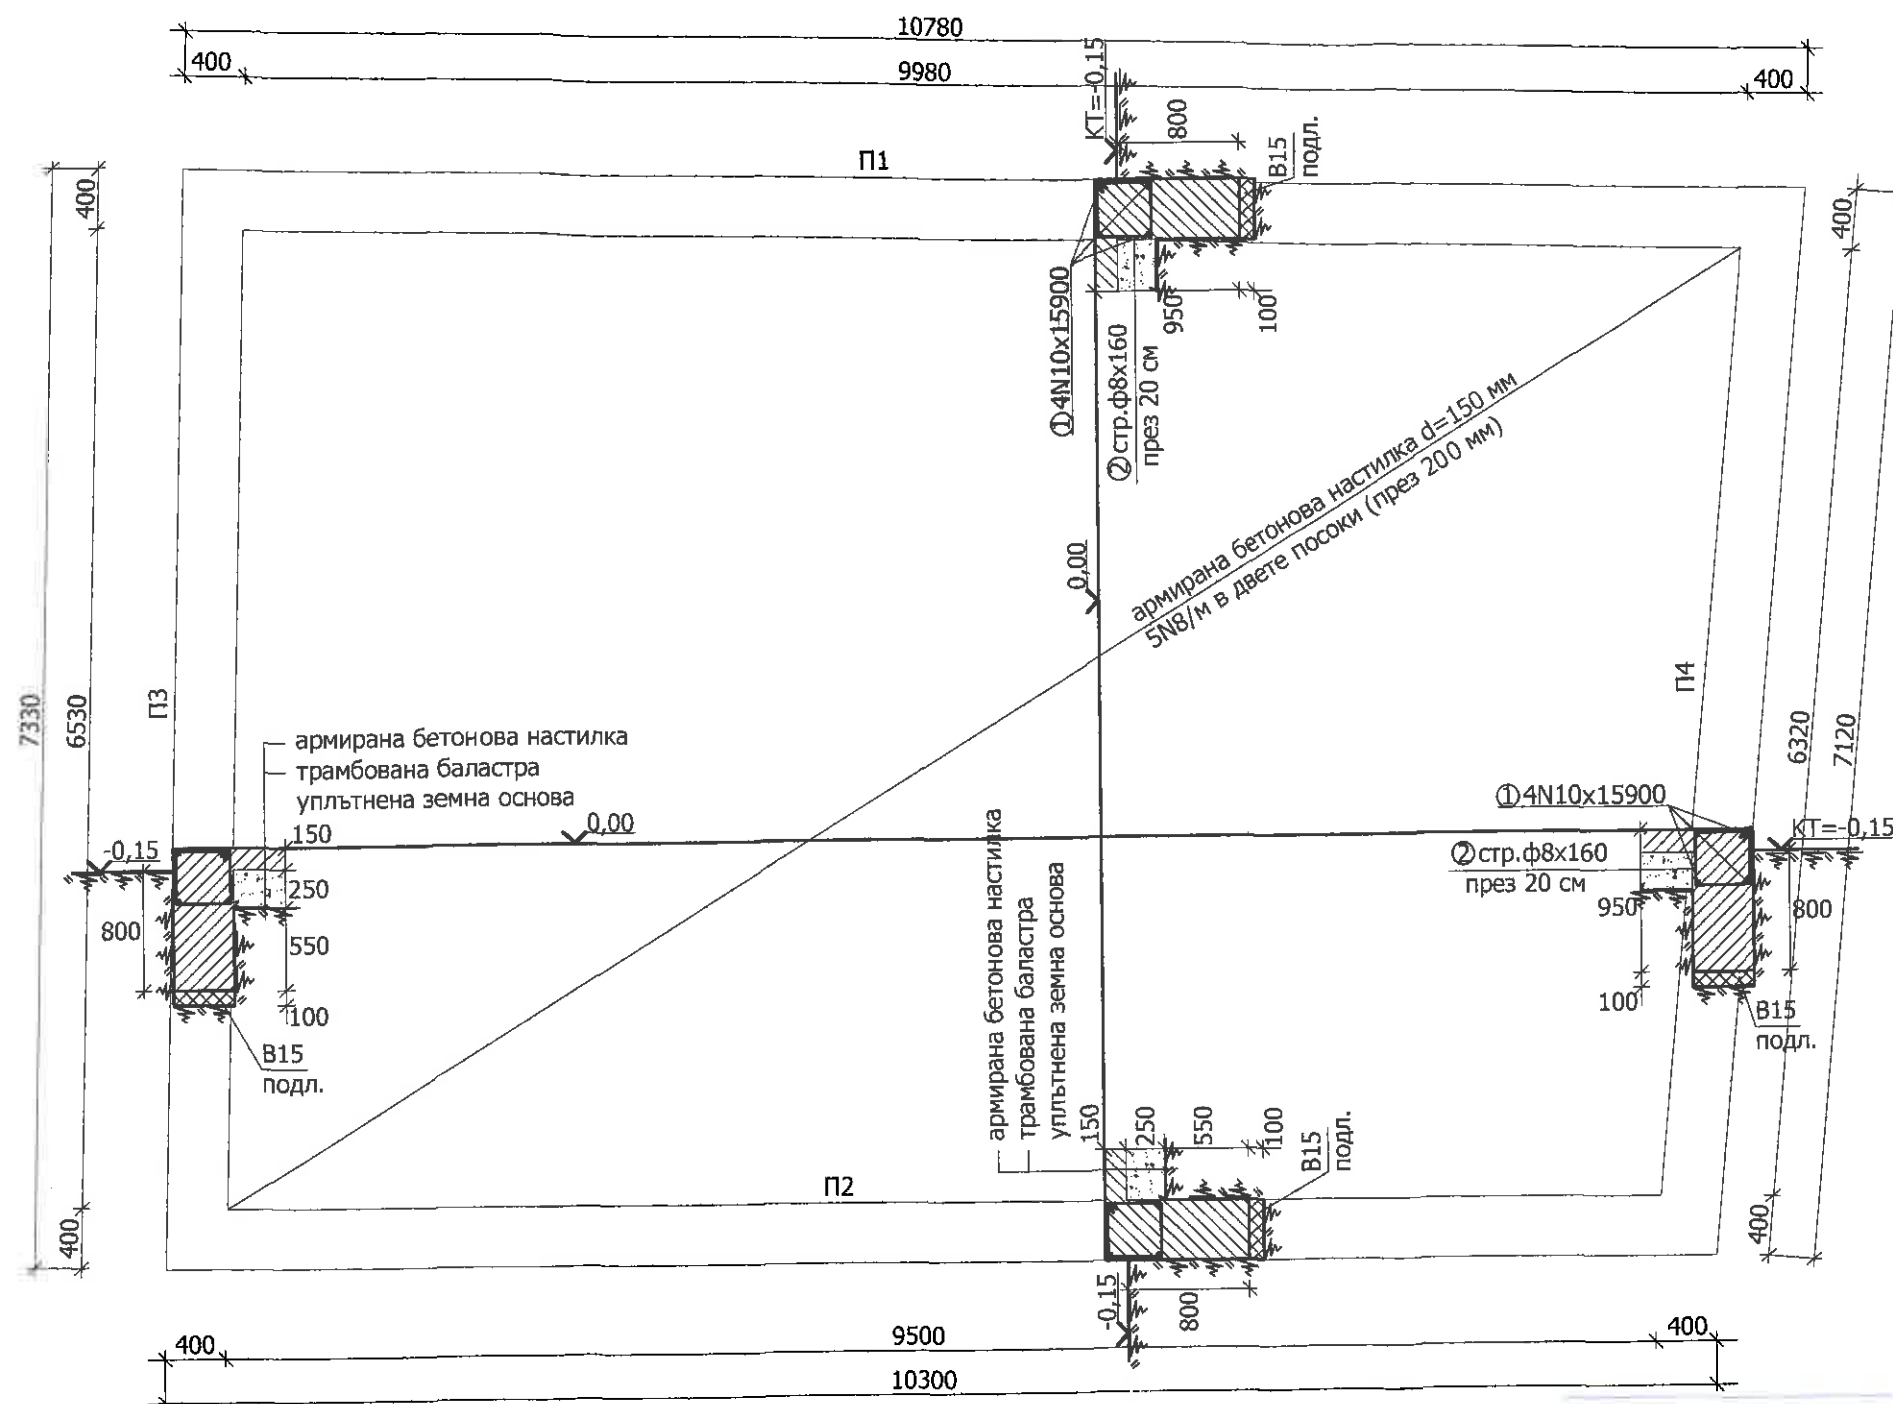 10780
400
9980
400
КТ=-0,15
800
В15
подл.
П1
400
400
950
100
①4N10x15900
②стр.ф8x160
през 20 см
армирана бетонова настилка d=150 мм
5N8/м в двете посоки (през 200 мм)
0,00
П3
П4
7330
6530
6320
7120
армирана бетонова настилка
трамбована баластра
уплътнена земна основа
150
0,00
-0,15
250
800
550
100
В15
подл.
①4N10x15900
КТ=-0,15
②стр.ф8x160
през 20 см
950
800
100
В15
подл.
армирана бетонова настилка
трамбована баластра
уплътнена земна основа
150
250
550
100
В15
подл.
П2
400
400
-0,15
800
400
9500
400
10300